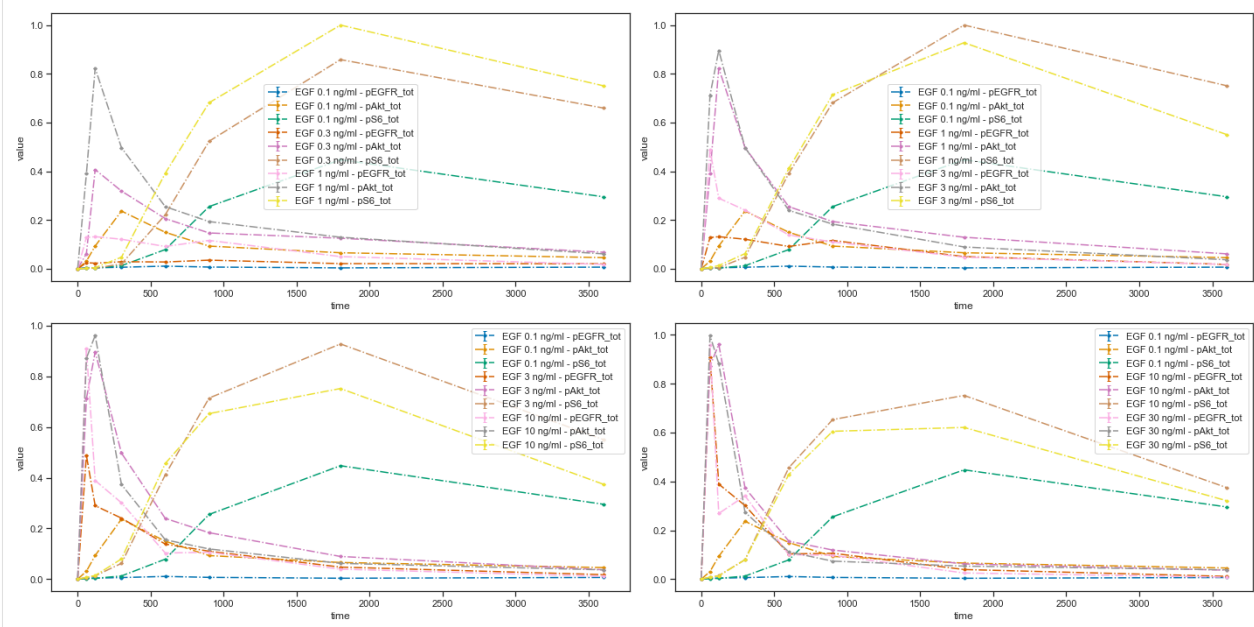 1.0
0.8
0.6
0.4
0.2
0.0
value
EGF 0.1 ng/ml - pEGFR_tot
EGF 0.1 ng/ml - pAkt_tot
EGF 0.1 ng/ml - pS6_tot
EGF 0.3 ng/ml - pEGFR_tot
EGF 0.3 ng/ml - pAkt_tot
EGF 0.3 ng/ml - pS6_tot
EGF 1 ng/ml - pEGFR_tot
EGF 1 ng/ml - pAkt_tot
EGF 1 ng/ml - pS6_tot
0 500 1000 1500 2000 2500 3000 3500
time
1.0
0.8
0.6
0.4
0.2
0.0
value
EGF 0.1 ng/ml - pEGFR_tot
EGF 0.1 ng/ml - pAkt_tot
EGF 0.1 ng/ml - pS6_tot
EGF 1 ng/ml - pEGFR_tot
EGF 1 ng/ml - pAkt_tot
EGF 1 ng/ml - pS6_tot
EGF 3 ng/ml - pEGFR_tot
EGF 3 ng/ml - pAkt_tot
EGF 3 ng/ml - pS6_tot
0 500 1000 1500 2000 2500 3000 3500
time
1.0
0.8
0.6
0.4
0.2
0.0
value
EGF 0.1 ng/ml - pEGFR_tot
EGF 0.1 ng/ml - pAkt_tot
EGF 0.1 ng/ml - pS6_tot
EGF 3 ng/ml - pEGFR_tot
EGF 3 ng/ml - pAkt_tot
EGF 3 ng/ml - pS6_tot
EGF 10 ng/ml - pEGFR_tot
EGF 10 ng/ml - pAkt_tot
EGF 10 ng/ml - pS6_tot
0 500 1000 1500 2000 2500 3000 3500
time
1.0
0.8
0.6
0.4
0.2
0.0
value
EGF 0.1 ng/ml - pEGFR_tot
EGF 0.1 ng/ml - pAkt_tot
EGF 0.1 ng/ml - pS6_tot
EGF 10 ng/ml - pEGFR_tot
EGF 10 ng/ml - pAkt_tot
EGF 10 ng/ml - pS6_tot
EGF 30 ng/ml - pEGFR_tot
EGF 30 ng/ml - pAkt_tot
EGF 30 ng/ml - pS6_tot
0 500 1000 1500 2000 2500 3000 3500
time